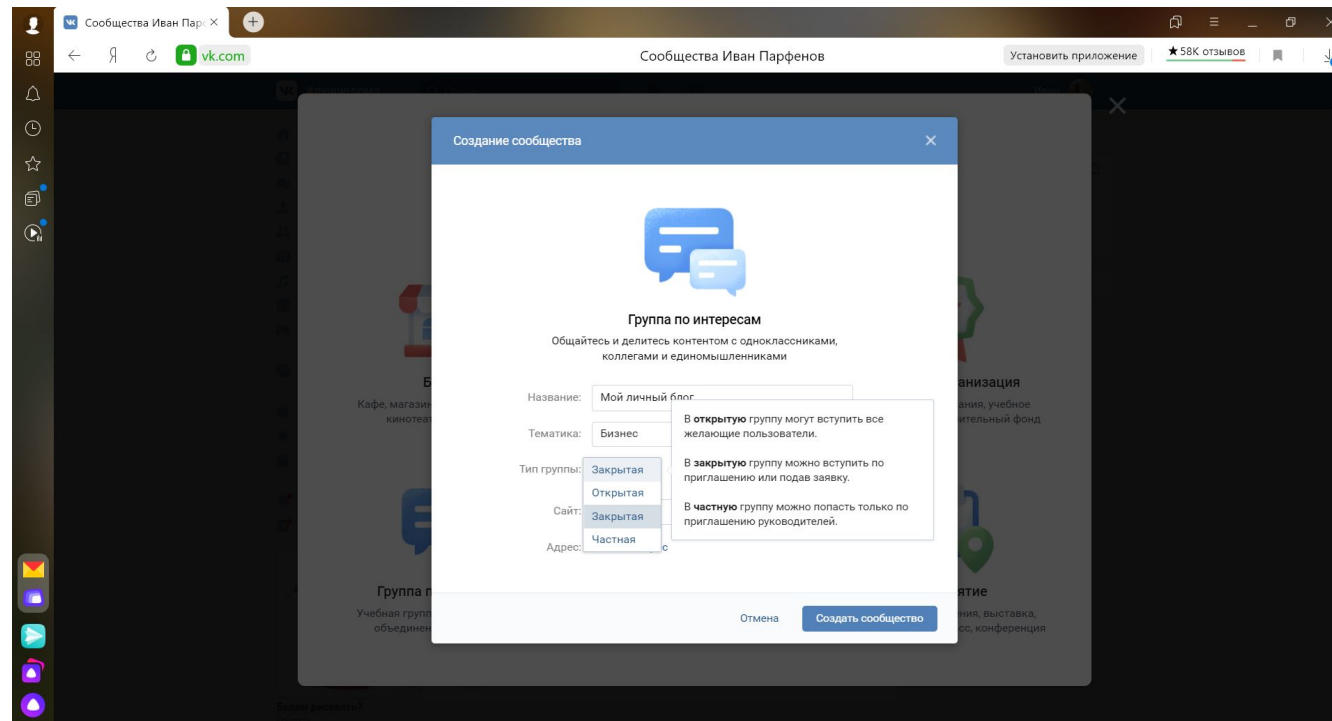 Сообщества Иван Пар
vk.com
Сообщества Иван Парфенов
Установить приложение
★ 58K отзывов
Создание сообщества
Группа по интересам
Общайтесь и делитесь контентом с одноклассниками,
коллегами и единомышленниками
Название:
Мой личный блог
Тематика:
Бизнес
Тип группы:
Закрытая
Открытая
Закрытая
Частная
В открытую группу могут вступить все
желающие пользователи.
В закрытую группу можно вступить по
приглашению или подав заявку.
В частную группу можно попасть только по
приглашению руководителей.
Сайт:
Адрес:
Отмена
Создать сообщество
Кафе, магазин
кинотеат
анизация
ания, учебное
ительный фонд
Группа п
Учебная групп
объединен
ятие
ния, выставка,
сс, конференция